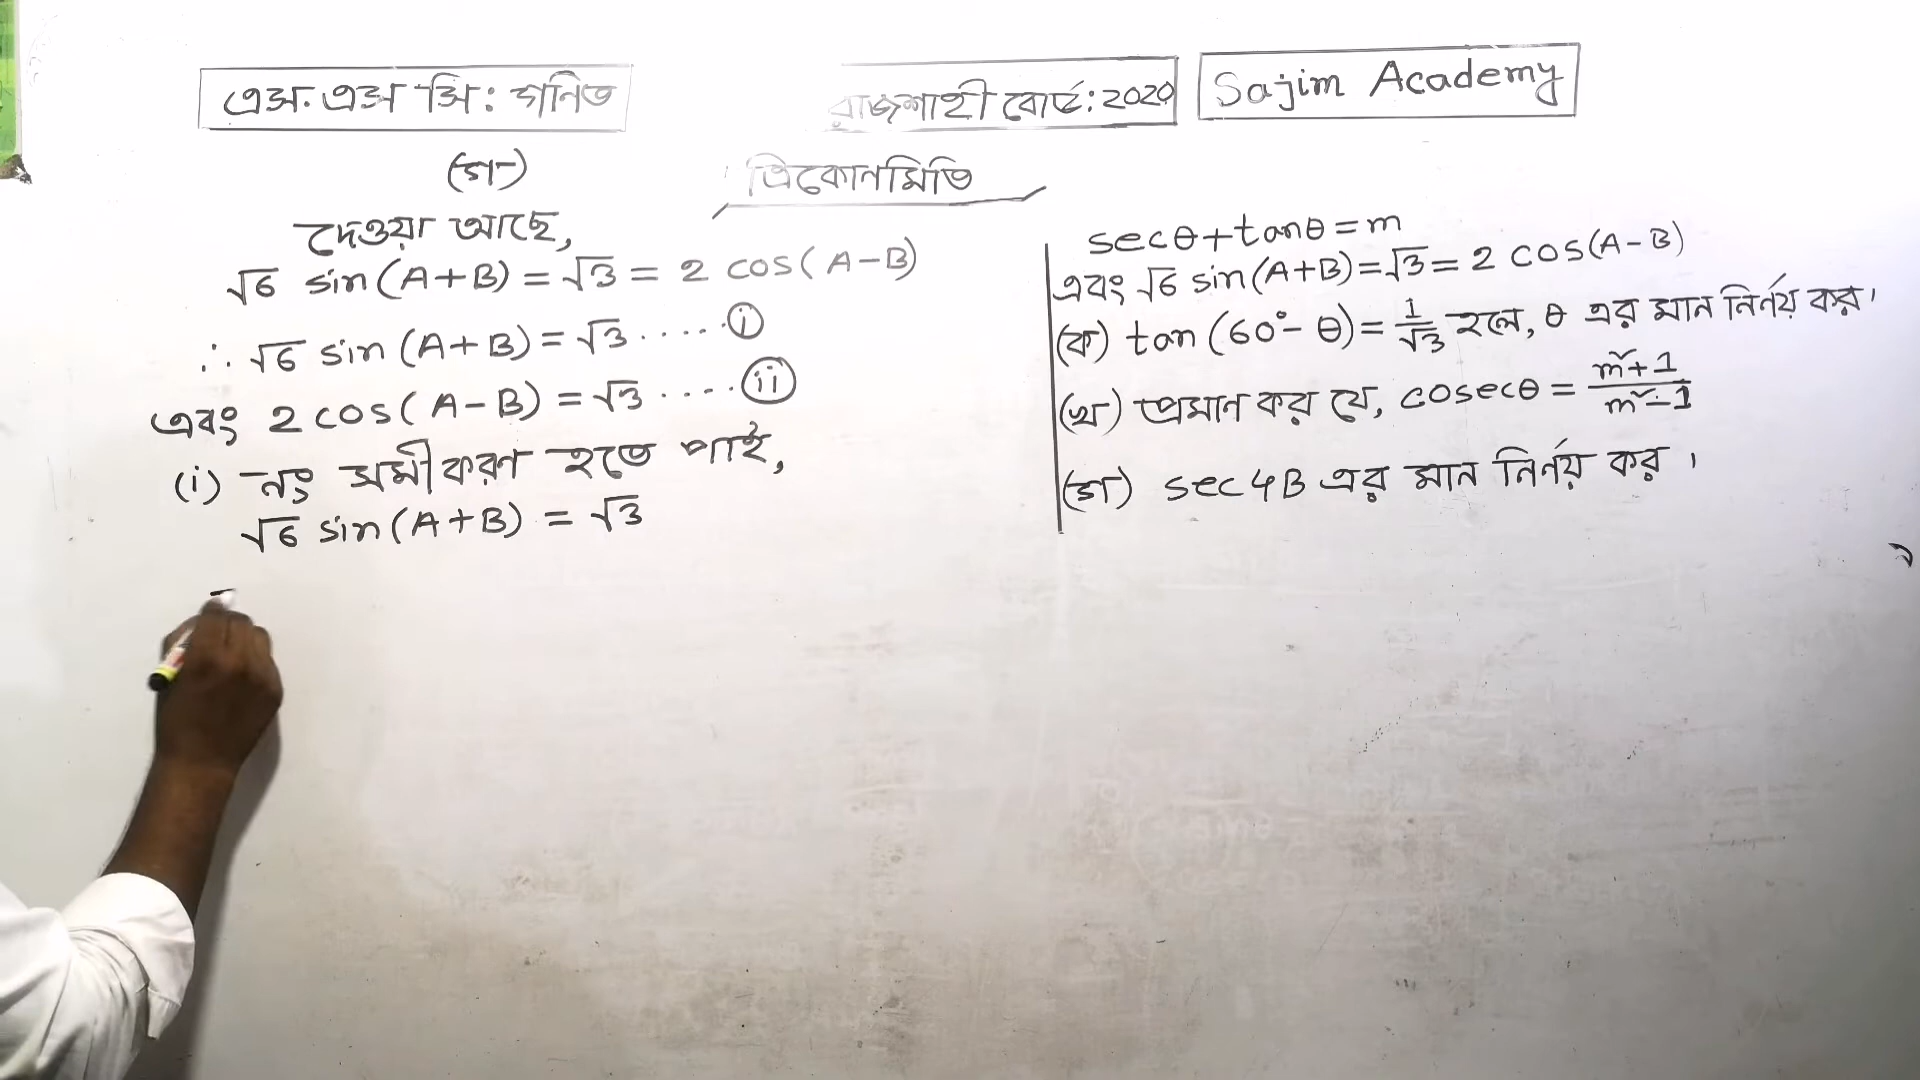 এস.এস সি: গনিত
রাজশাহী বোর্ড: 2020
Sajim Academy
ত্রিকোনমিতি
(গ)
দেওয়া আছে,
√6 sin(A+B) = √3 = 2 cos(A-B)
∴ √6 sin(A+B) = √3 ..... (i)
এবং 2 cos(A-B) = √3 .... (ii)
(i) নং সমীকরণ হতে পাই,
√6 sin(A+B) = √3
secθ+tanθ = m
এবং √6 sin(A+B)=√3 = 2 cos(A-B)
(ক) tan(60°- θ) = 1/√3 হলে, θ এর মান নির্নয় কর।
(খ) প্রমান কর যে, cosecθ = m²+1/m²-1
(গ) sec4B এর মান নির্নয় কর।